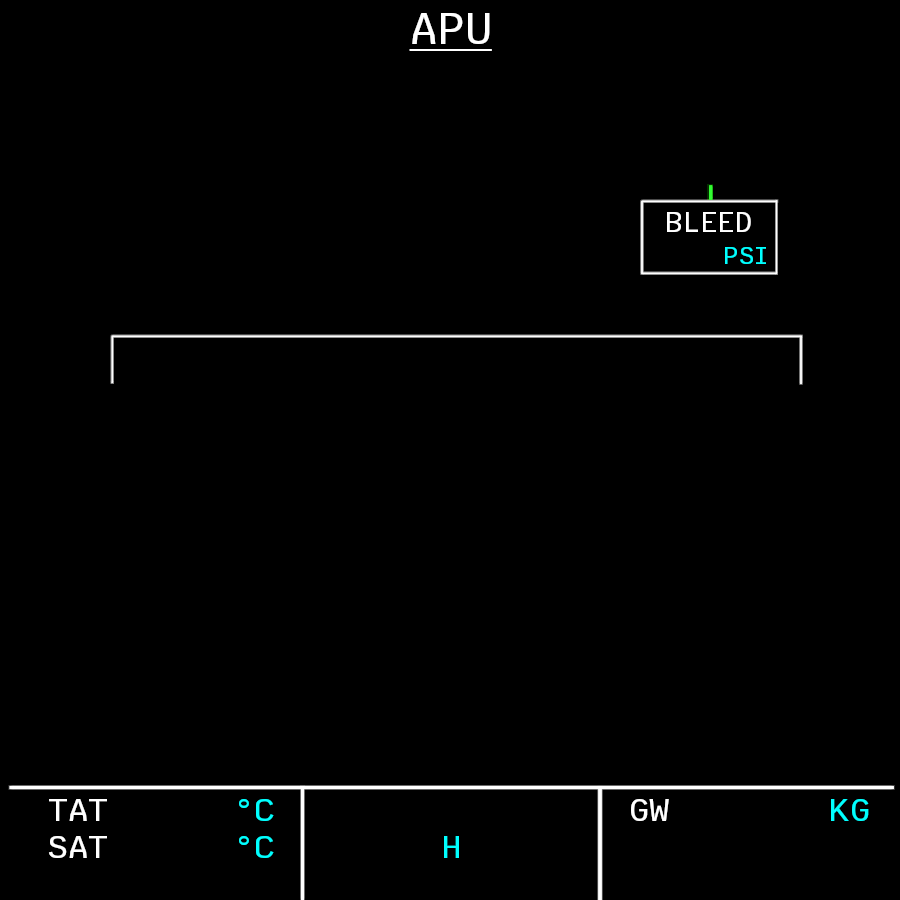 APU
BLEED
PSI
TAT °C
SAT °C
H
GW KG